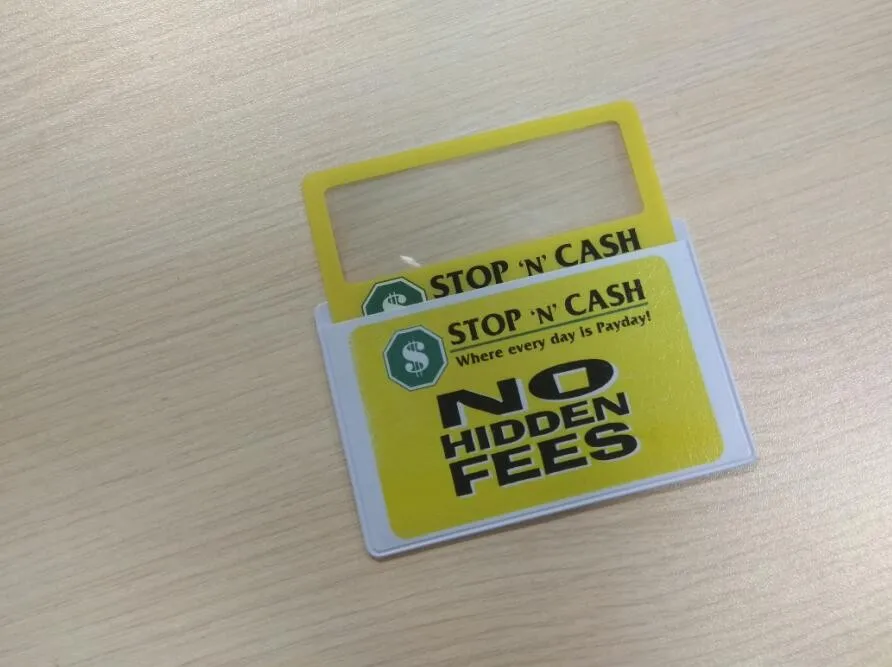 STOP 'N' CASH
$
STOP 'N' CASH
$
Where every day is Payday!
NO
HIDDEN
FEES